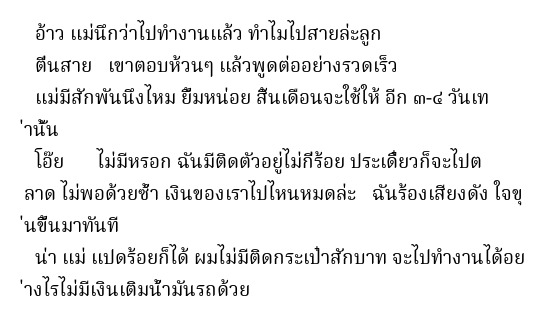 อ้าว แม่นึกว่าไปทำงานแล้ว ทำไมไปสายล่ะลูก
ตื่นสาย เขาตอบห้วนๆ แล้วพูดต่ออย่างรวดเร็ว
แม่มีสักพันนึงไหม ยืมหน่อย สิ้นเดือนจะใช้ให้ อีก ๓-๔ วันเท
่านั้น
โอ๊ย ไม่มีหรอก ฉันมีติดตัวอยู่ไม่กี่ร้อย ประเดี๋ยวก็จะไปต
ลาด ไม่พอด้วยซ้ำ เงินของเราไปไหนหมดล่ะ ฉันร้องเสียงดัง ใจขุ
่นขึ้นมาทันที
น่า แม่ แปดร้อยก็ได้ ผมไม่มีติดกระเป๋าสักบาท จะไปทำงานได้อย
่างไรไม่มีเงินเติมน้ำมันรถด้วย